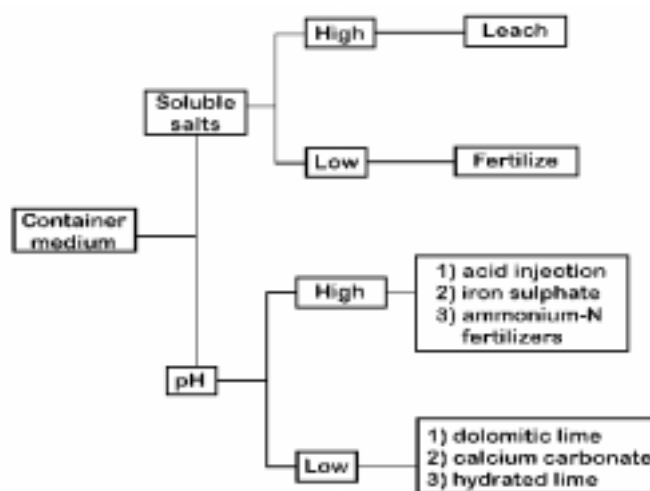 High
Leach
Soluble
salts
Low
Fertilize
Container
medium
High
1) acid injection
2) iron sulphate
3) ammonium-N
fertilizers
pH
Low
1) dolomitic lime
2) calcium carbonate
3) hydrated lime